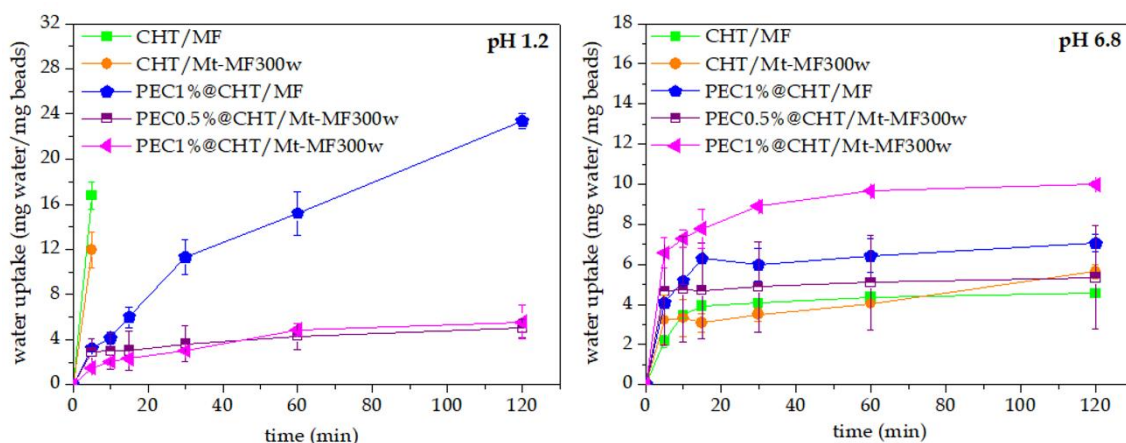 pH 1.2
CHT/MF
CHT/Mt-MF300w
PEC1%@CHT/MF
PEC0.5%@CHT/Mt-MF300w
PEC1%@CHT/Mt-MF300w
water uptake (mg water/mg beads)
32
28
24
20
16
12
8
4
0
0 20 40 60 80 100 120
time (min)
pH 6.8
CHT/MF
CHT/Mt-MF300w
PEC1%@CHT/MF
PEC0.5%@CHT/Mt-MF300w
PEC1%@CHT/Mt-MF300w
water uptake (mg water/mg beads)
18
16
14
12
10
8
6
4
2
0
0 20 40 60 80 100 120
time (min)